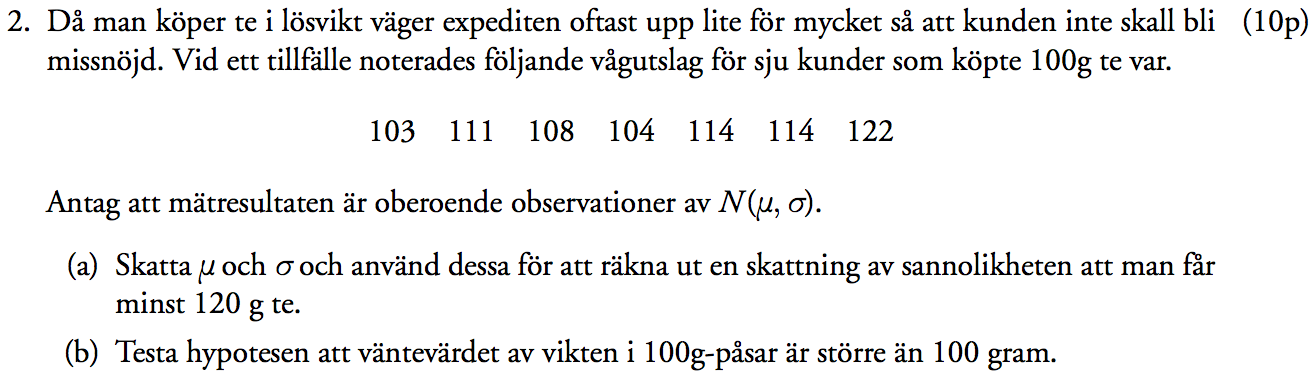 2. Då man köper te i lösvikt väger expediten oftast upp lite för mycket så att kunden inte skall bli (10p)
missnöjd. Vid ett tillfälle noterades följande vågutslag för sju kunder som köpte 100g te var.
103 111 108 104 114 114 122
Antag att mätresultaten är oberoende observationer av N(μ, σ).
(a) Skatta μ och σ och använd dessa för att räkna ut en skattning av sannolikheten att man får
minst 120 g te.
(b) Testa hypotesen att väntevärdet av vikten i 100g-påsar är större än 100 gram.